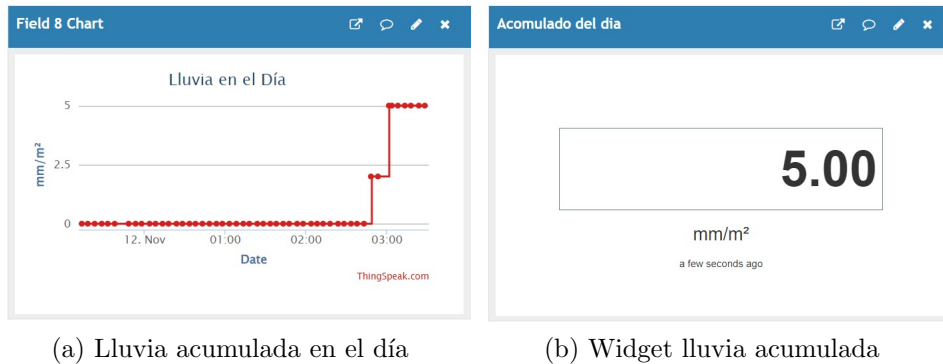 Field 8 Chart
Lluvia en el Día
5
2.5
0
mm/m²
12. Nov
01:00
02:00
03:00
Date
ThingSpeak.com
(a) Lluvia acumulada en el día
Acomulado del dia
5.00
mm/m²
a few seconds ago
(b) Widget lluvia acumulada